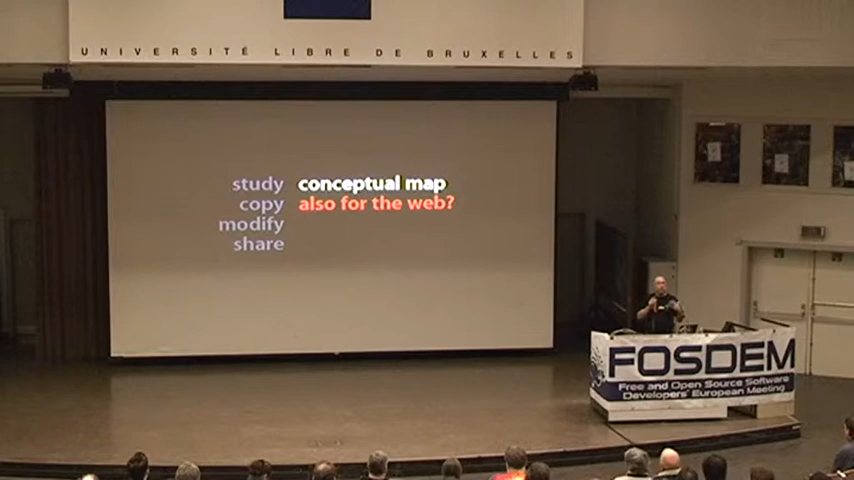 UNIVERSITÉ LIBRE DE BRUXELLES
study conceptual map
copy also for the web?
modify
share
FOSDEM
Free and Open Source Software
Developers' European Meeting